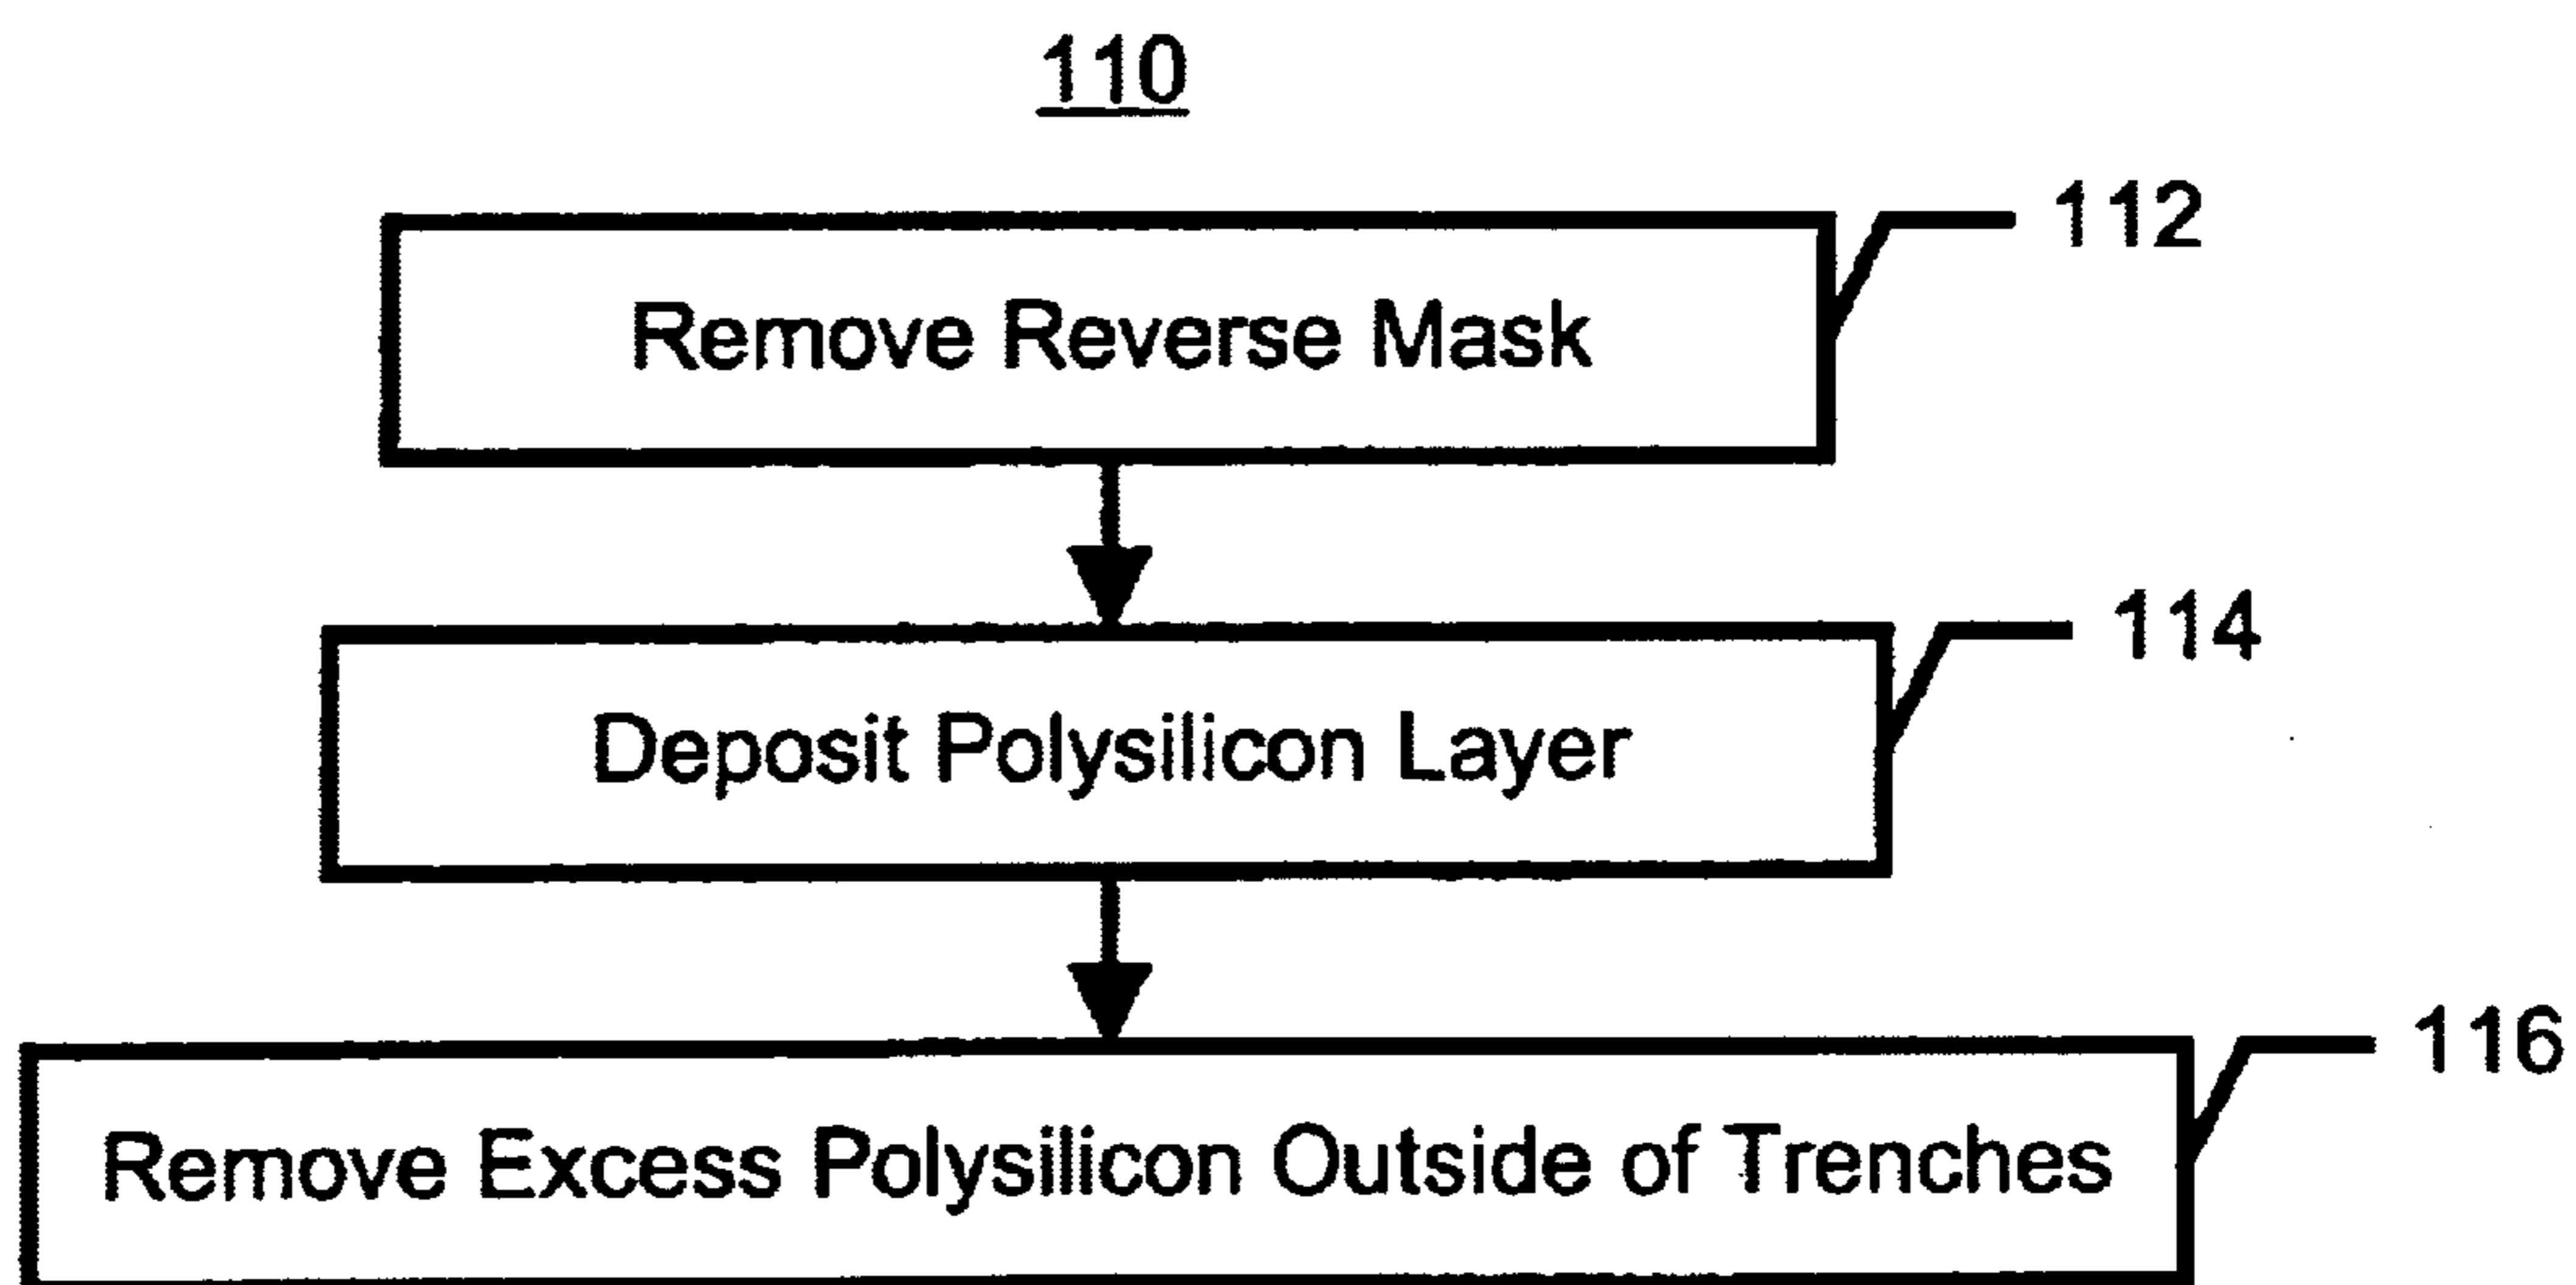 110
112
Remove Reverse Mask
114
Deposit Polysilicon Layer
116
Remove Excess Polysilicon Outside of Trenches